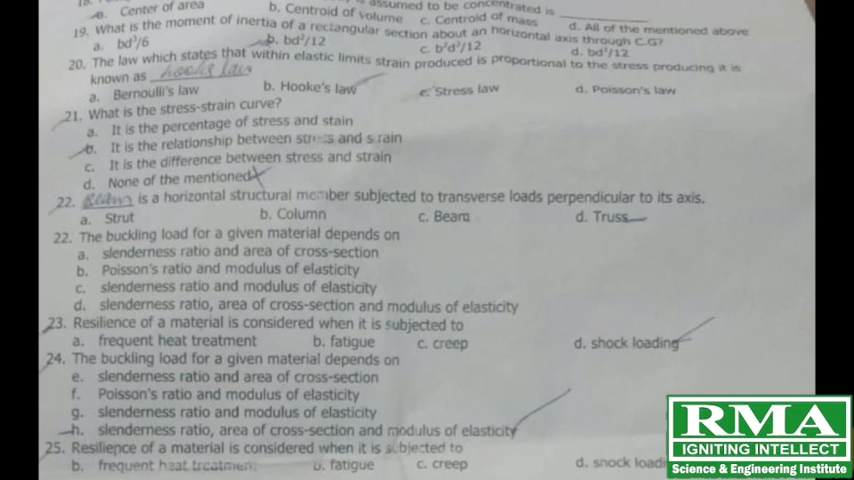 assumed to be concentrated is
a. Center of area b. Centroid of volume c. Centroid of mass d. All of the mentioned above
19. What is the moment of inertia of a rectangular section about an horizontal axis through C.G?
a. bd³/6 b. bd²/12 c. b²d²/12 d. bd³/12
20. The law which states that within elastic limits strain produced is proportional to the stress producing it is
known as hooks law
a. Bernoulli's law b. Hooke's law c. Stress law d. Poisson's law
21. What is the stress-strain curve?
a. It is the percentage of stress and stain
b. It is the relationship between stress and strain
c. It is the difference between stress and strain
d. None of the mentioned
22. Beam is a horizontal structural member subjected to transverse loads perpendicular to its axis.
a. Strut b. Column c. Beam d. Truss
22. The buckling load for a given material depends on
a. slenderness ratio and area of cross-section
b. Poisson's ratio and modulus of elasticity
c. slenderness ratio and modulus of elasticity
d. slenderness ratio, area of cross-section and modulus of elasticity
23. Resilience of a material is considered when it is subjected to
a. frequent heat treatment b. fatigue c. creep d. shock loading
24. The buckling load for a given material depends on
e. slenderness ratio and area of cross-section
f. Poisson's ratio and modulus of elasticity
g. slenderness ratio and modulus of elasticity
h. slenderness ratio, area of cross-section and modulus of elasticity
25. Resilience of a material is considered when it is subjected to
b. frequent heat treatment b. fatigue c. creep d. shock loadi
RMA
IGNITING INTELLECT
Science & Engineering Institute